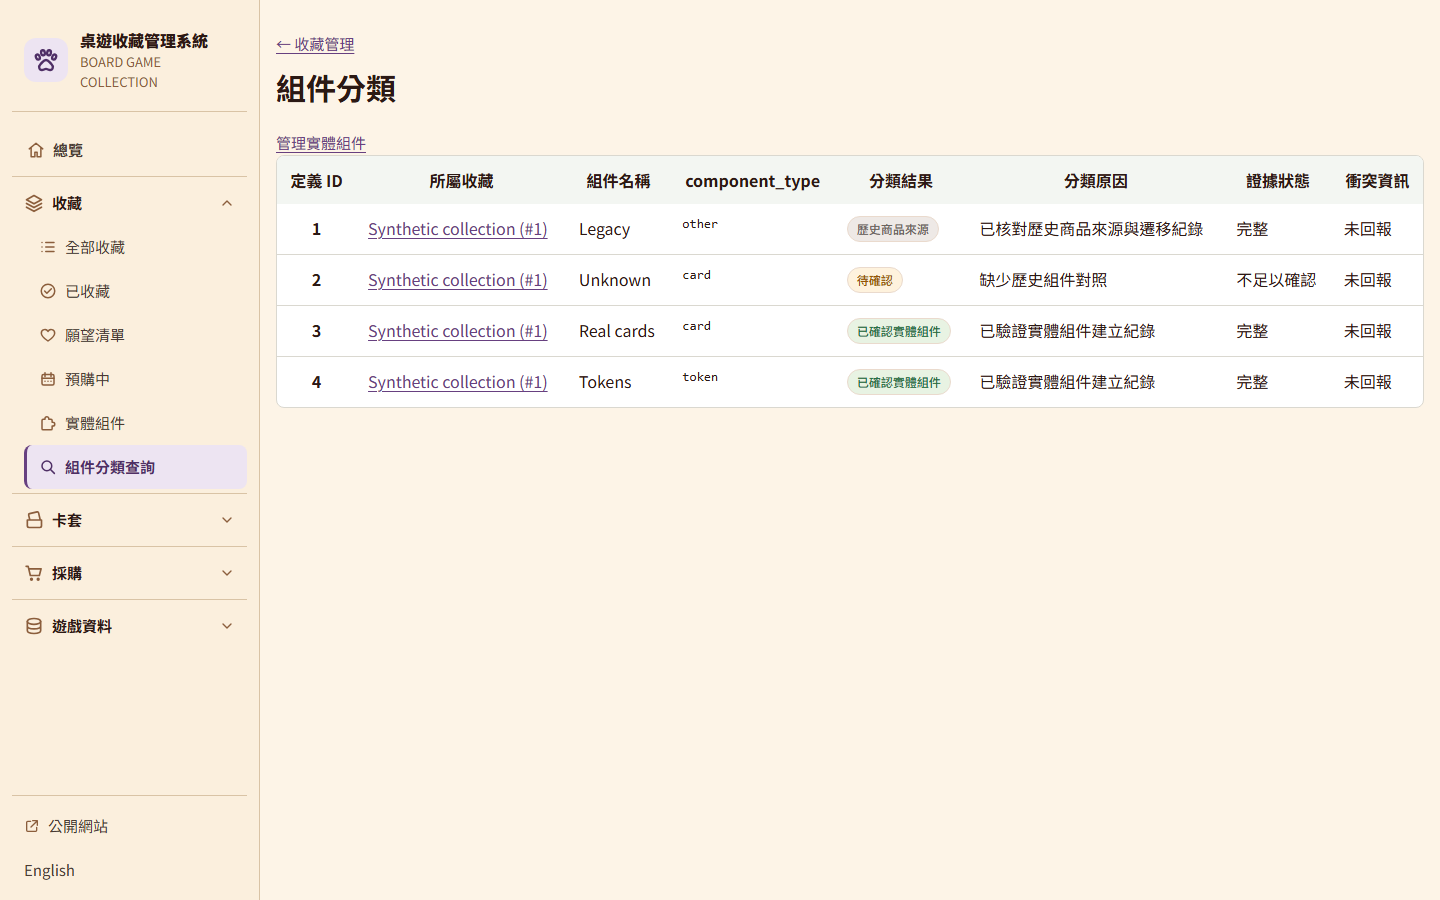 桌遊收藏管理系統
BOARD GAME
COLLECTION
總覽
收藏
全部收藏
已收藏
願望清單
預購中
實體組件
組件分類查詢
卡套
採購
遊戲資料
公開網站
English
← 收藏管理
組件分類
管理實體組件
定義 ID 所屬收藏 組件名稱 component_type 分類結果 分類原因 證據狀態 衝突資訊
1 Synthetic collection (#1) Legacy other 歷史商品來源 已核對歷史商品來源與遷移紀錄 完整 未回報
2 Synthetic collection (#1) Unknown card 待確認 缺少歷史組件對照 不足以確認 未回報
3 Synthetic collection (#1) Real cards card 已確認實體組件 已驗證實體組件建立紀錄 完整 未回報
4 Synthetic collection (#1) Tokens token 已確認實體組件 已驗證實體組件建立紀錄 完整 未回報